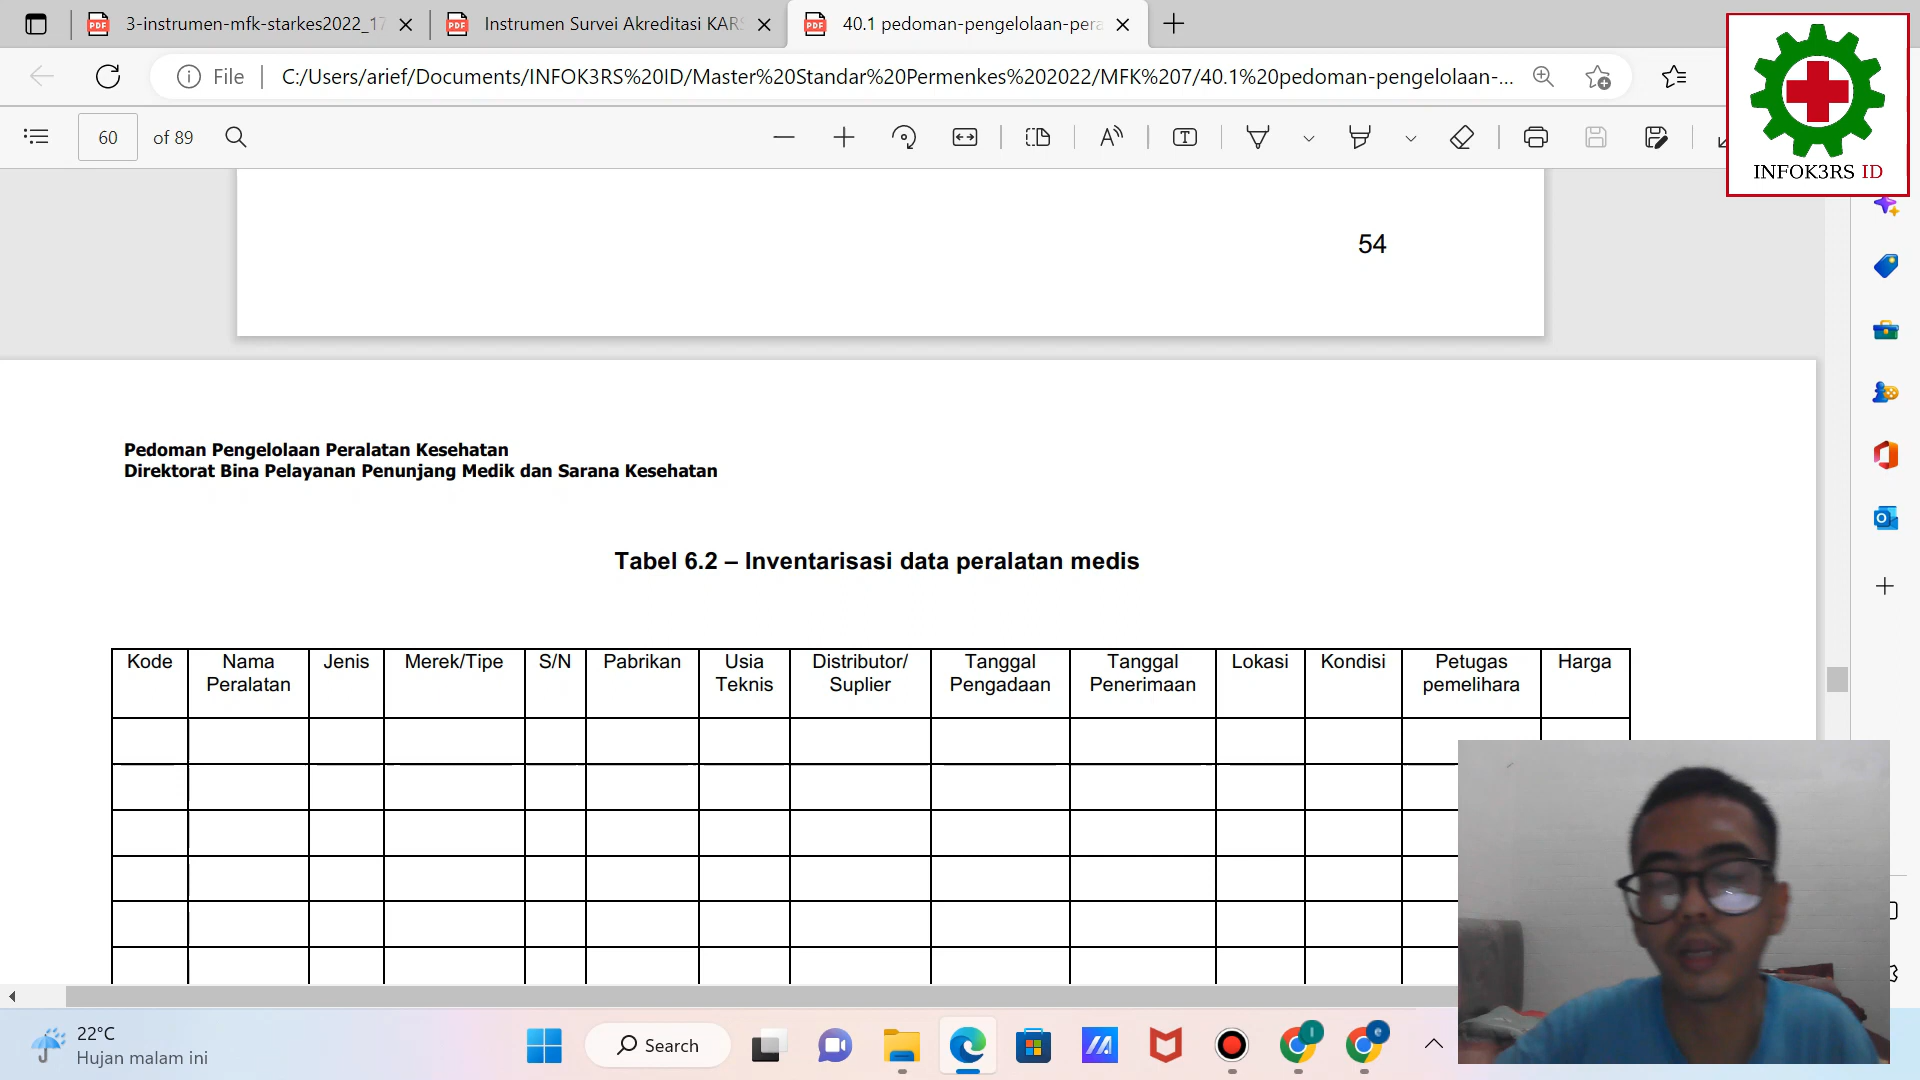 3-instrumen-mfk-starkes2022_17
Instrumen Survei Akreditasi KARS
40.1 pedoman-pengelolaan-pera
File
C:/Users/arief/Documents/INFOK3RS%20ID/Master%20Standar%20Permenkes%202022/MFK%207/40.1%20pedoman-pengelolaan-...
60 of 89
INFOK3RS ID
54
Pedoman Pengelolaan Peralatan Kesehatan
Direktorat Bina Pelayanan Penunjang Medik dan Sarana Kesehatan
Tabel 6.2 – Inventarisasi data peralatan medis
Kode
Nama Peralatan
Jenis
Merek/Tipe
S/N
Pabrikan
Usia Teknis
Distributor/ Suplier
Tanggal Pengadaan
Tanggal Penerimaan
Lokasi
Kondisi
Petugas pemelihara
Harga
22°C
Hujan malam ini
Search